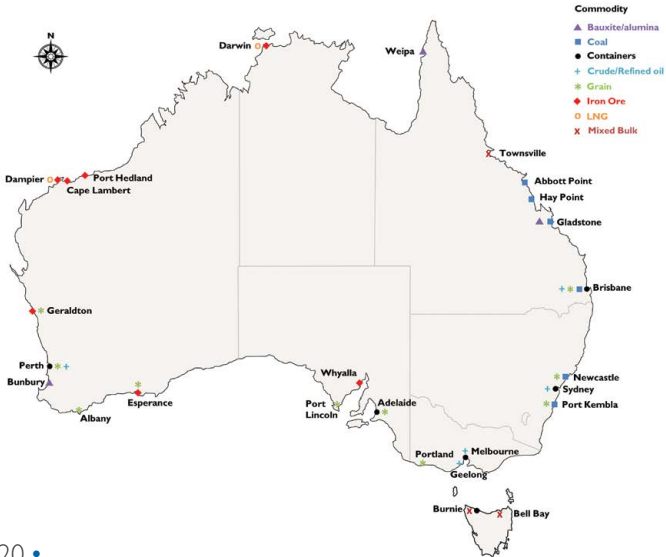 Commodity
Bauxite/alumina
Coal
Containers
Crude/Refined oil
Grain
Iron Ore
LNG
Mixed Bulk
N
Darwin
Weipa
Townsville
Dampier
Port Hedland
Cape Lambert
Abbott Point
Hay Point
Gladstone
Brisbane
Geraldton
Perth
Bunbury
Albany
Esperance
Whyalla
Port
Lincoln
Adelaide
Newcastle
Sydney
Port Kembla
Portland
Melbourne
Geelong
Burnie
Bell Bay
20 •